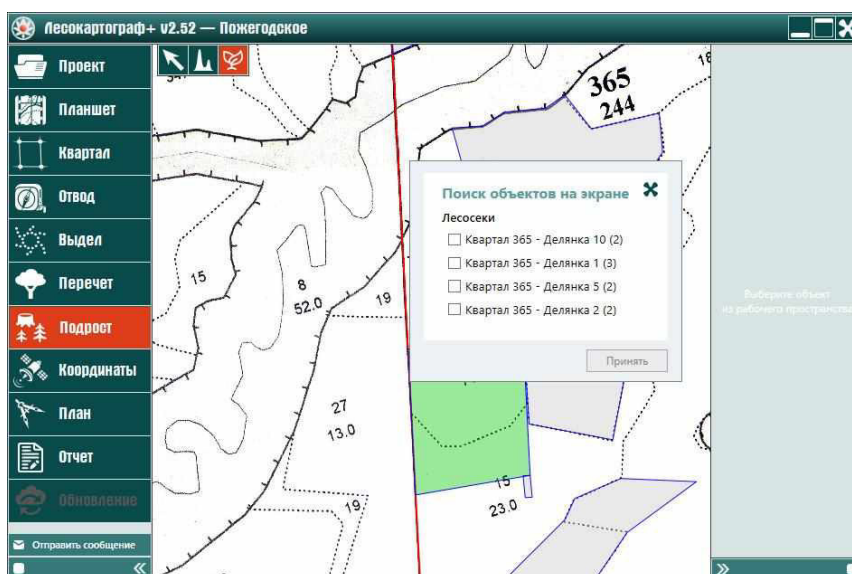 Лесокартограф+ v2.52 — Пожегодское
Проект
Планшет
Квартал
Отвод
Выдел
Перечет
Подрост
Координаты
План
Отчет
Обновление
Отправить сообщение
365
244
18
15
8
52.0
19
27
13.0
19
15
23.0
Поиск объектов на экране
Лесосеки
Квартал 365 - Делянка 10 (2)
Квартал 365 - Делянка 1 (3)
Квартал 365 - Делянка 5 (2)
Квартал 365 - Делянка 2 (2)
Принять
Выберите объект
из рабочего пространства